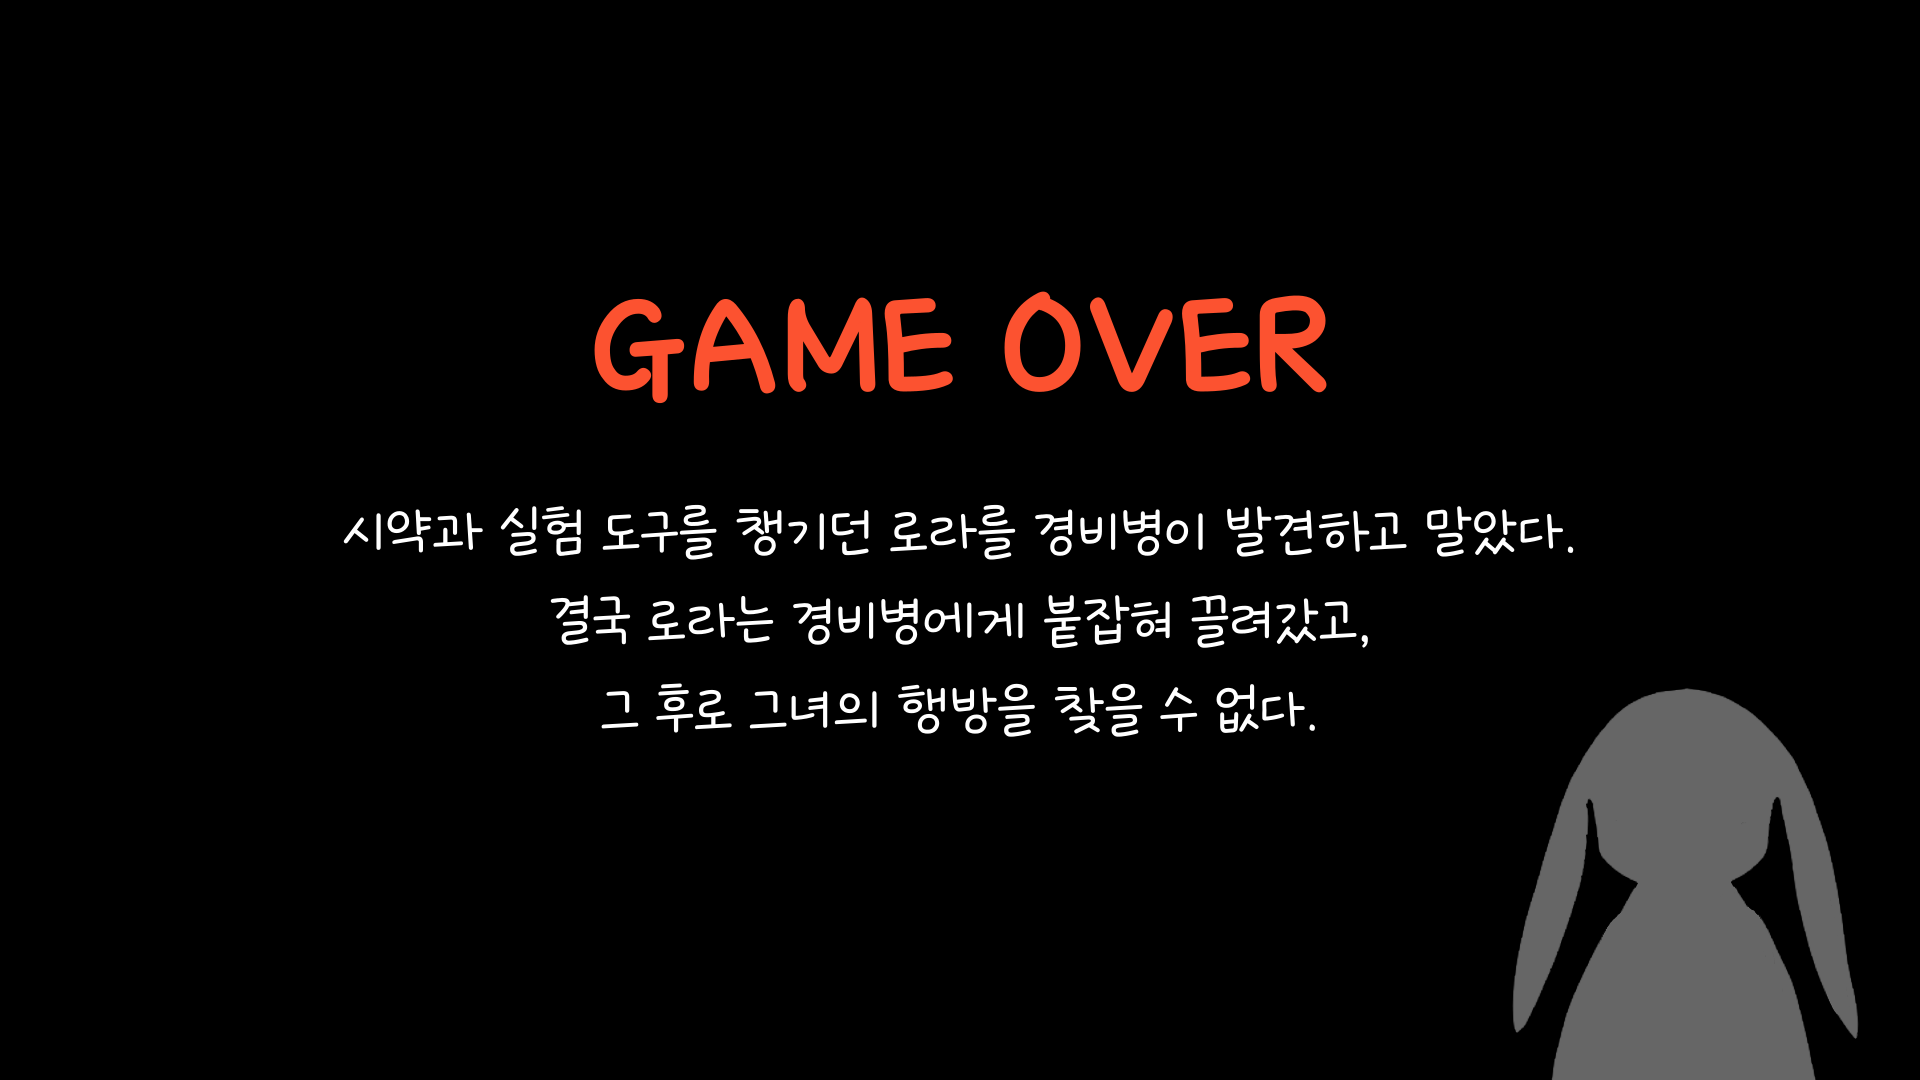 GAME OVER
시약과 실험 도구를 챙기던 로라를 경비병이 발견하고 말았다.
결국 로라는 경비병에게 붙잡혀 끌려갔고,
그 후로 그녀의 행방을 찾을 수 없다.